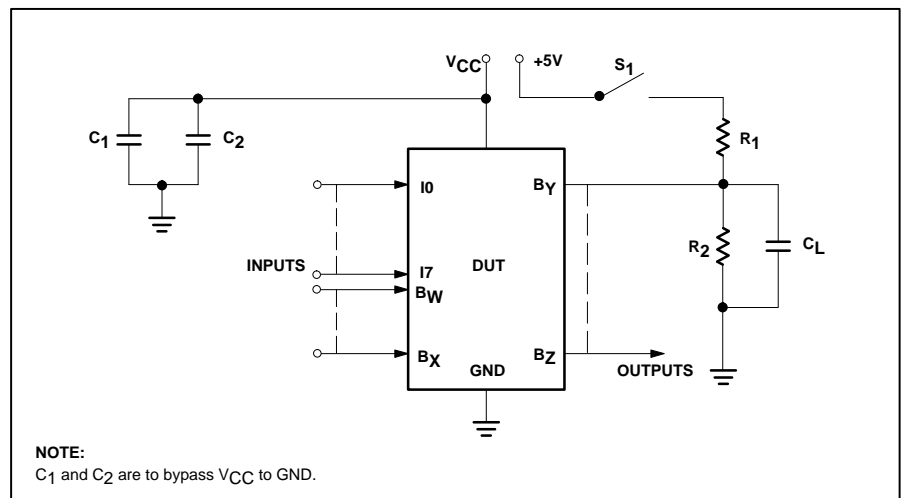 VCC
+5V
S1
C1
C2
R1
I0
BY
R2
CL
INPUTS
I7
DUT
BW
BX
BZ
GND
OUTPUTS
NOTE:
C1 and C2 are to bypass VCC to GND.